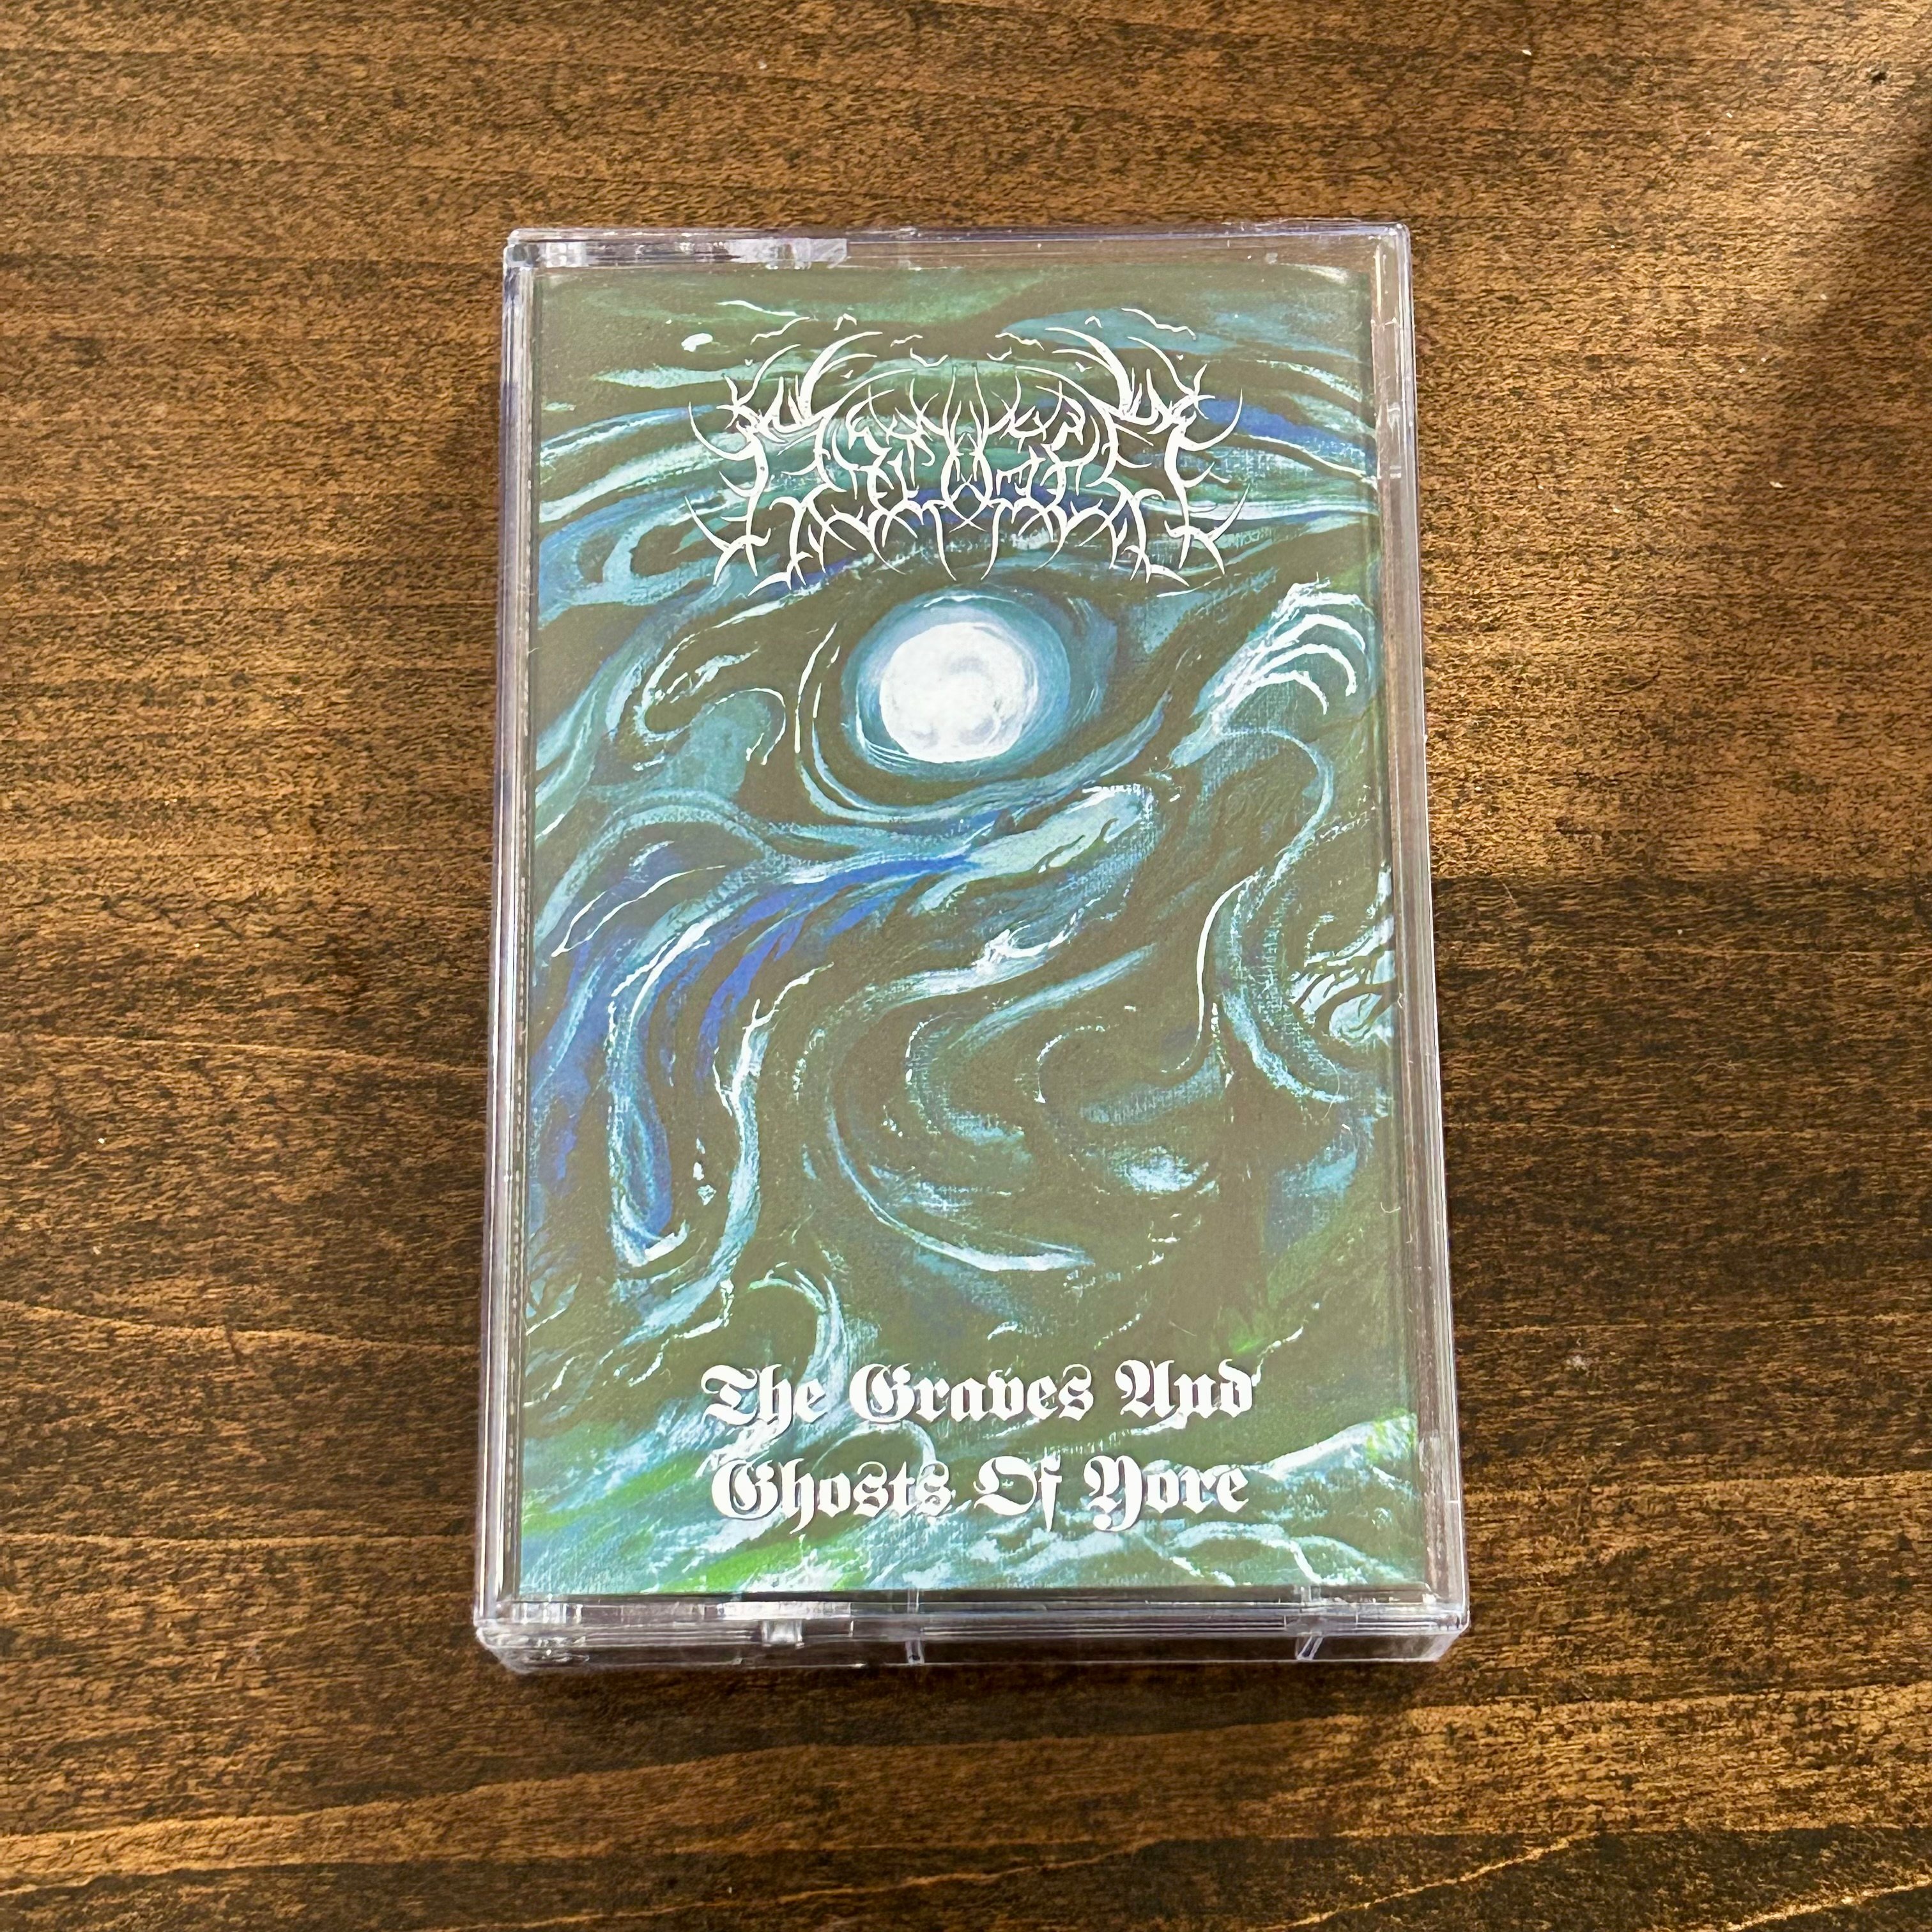 The Graves And
Ghosts Of Yore